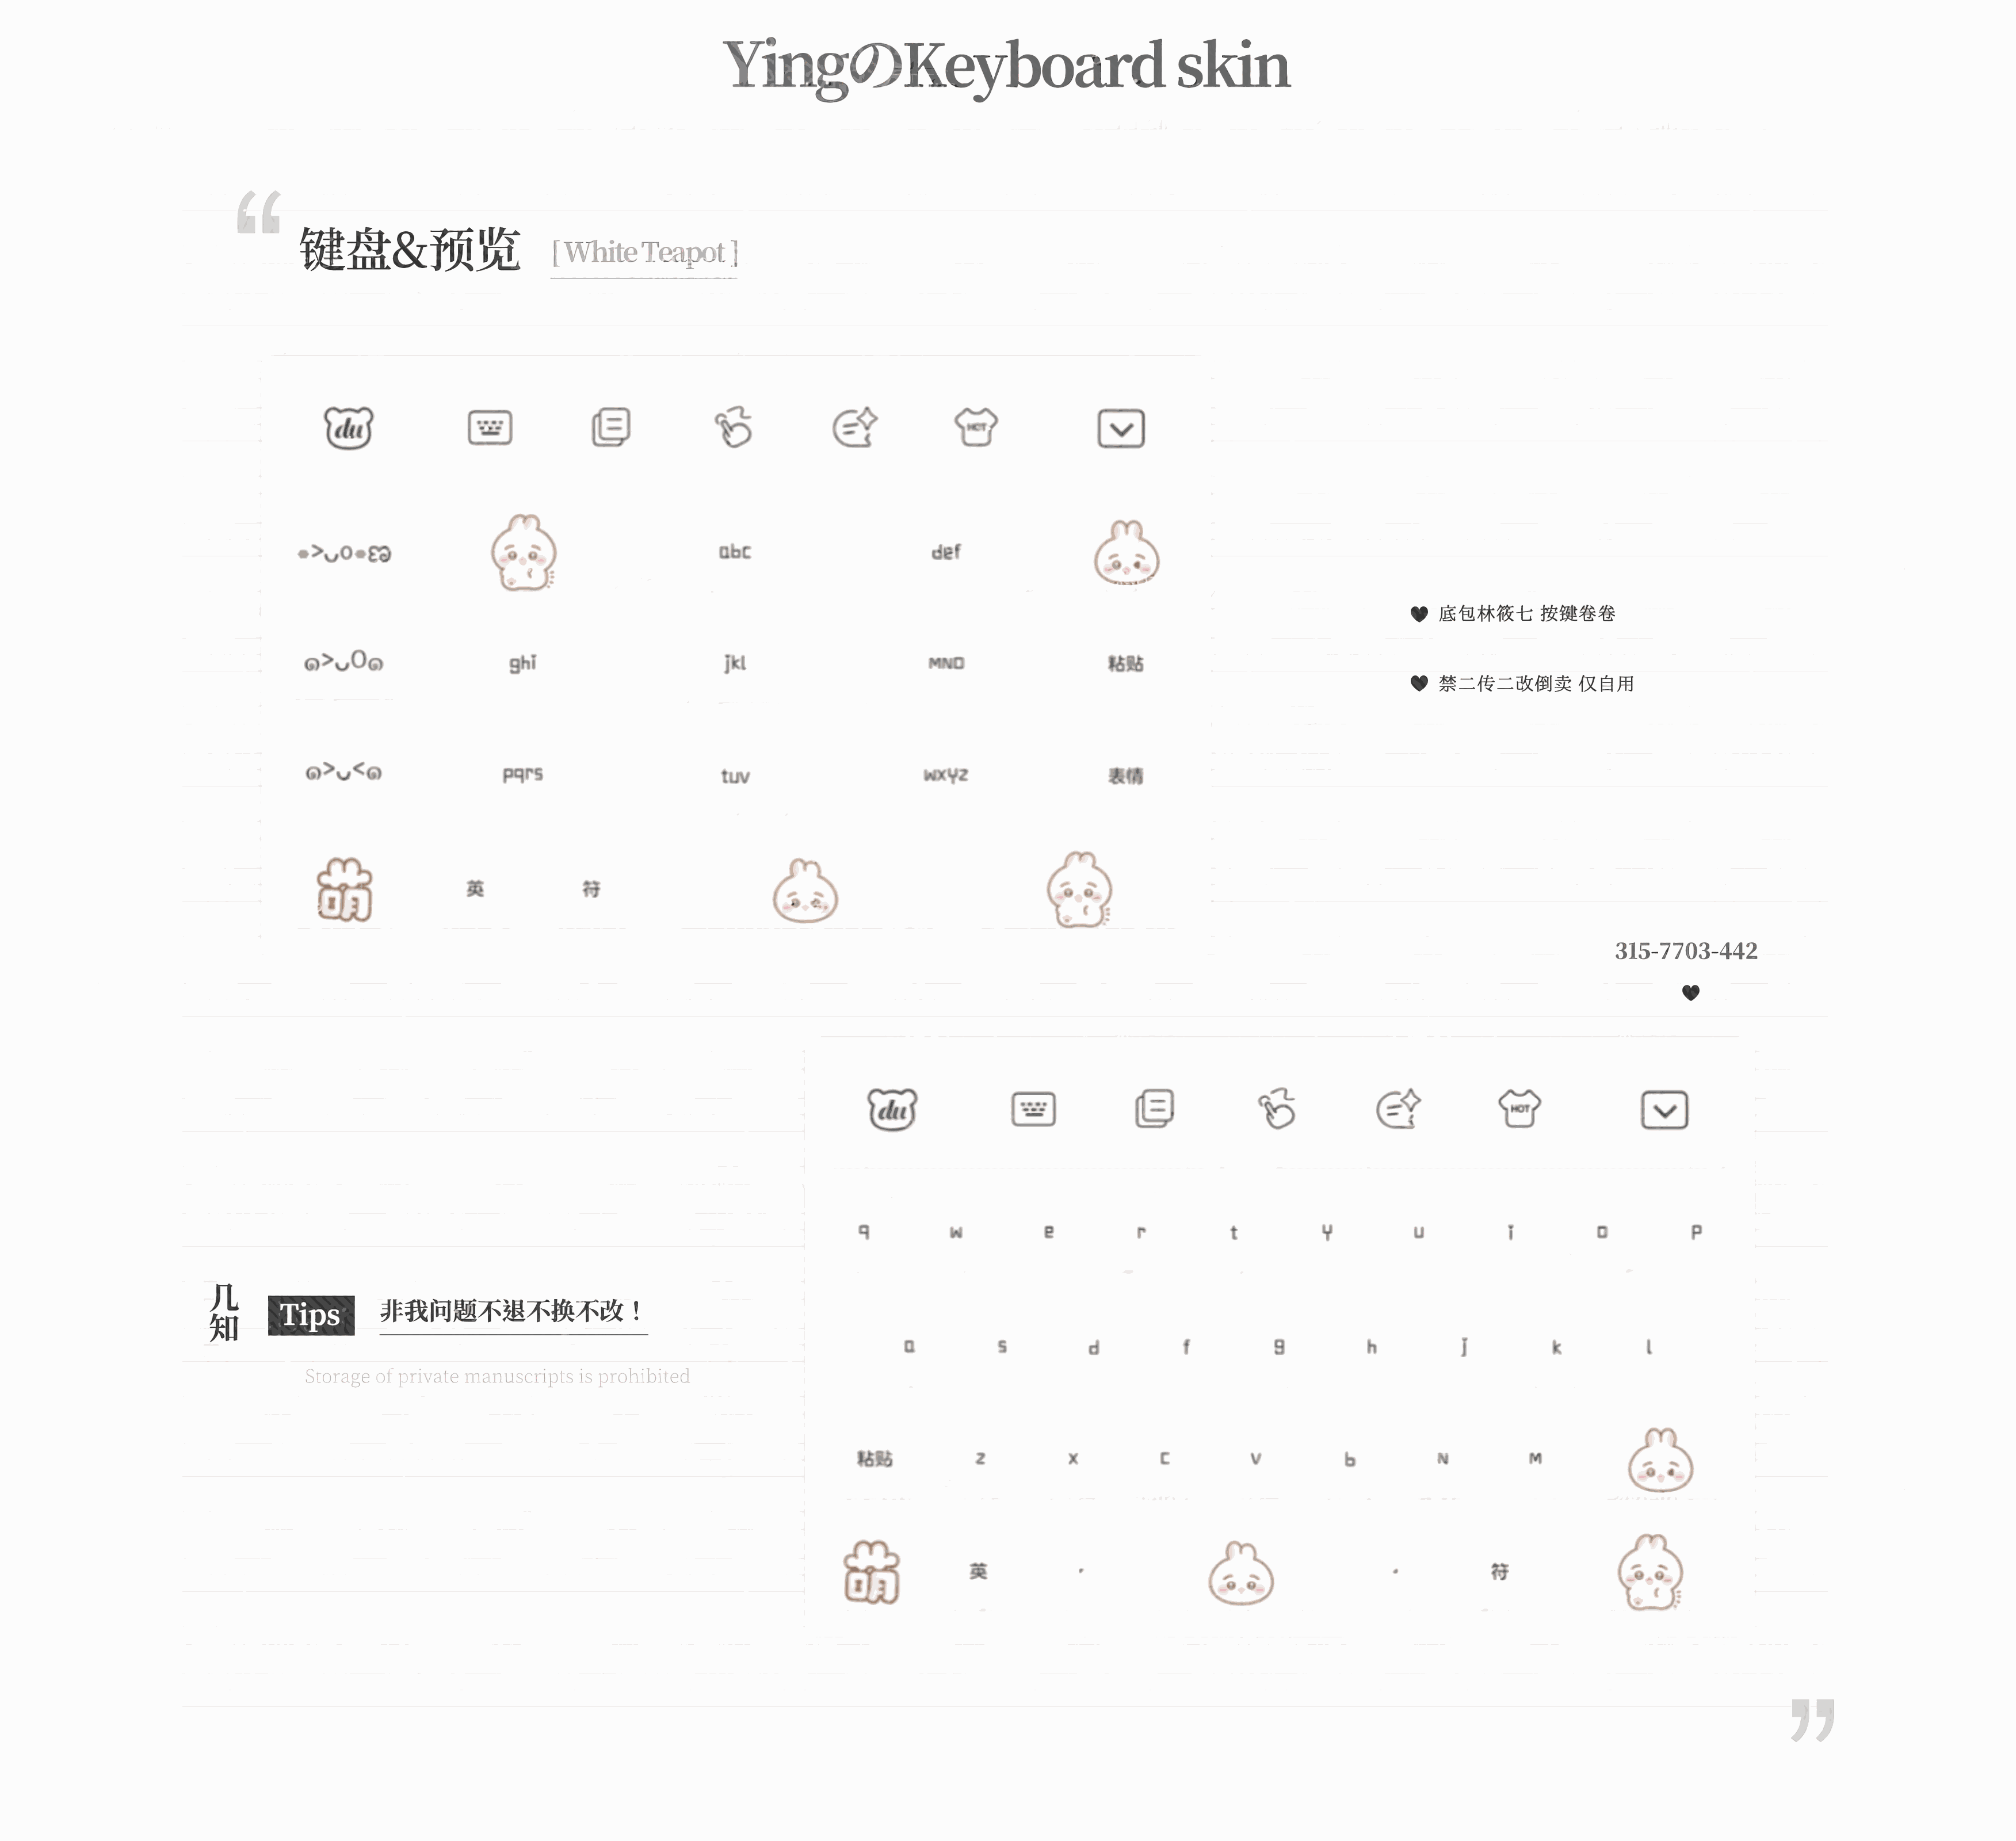 YingのKeyboard skin
键盘&预览 [ White Teapot ]
du HOT
abc def
ghi jkl MNO 粘贴
pqrs tuv wxyz 表情
萌 英 符
♥ 底包林筱七 按键卷卷
♥ 禁二传二改倒卖 仅自用
315-7703-442
♥
du HOT
q w e r t y u i o p
a s d f g h j k l
粘贴 z x c v b N M
萌 英 符
几知 Tips 非我问题不退不换不改！
Storage of private manuscripts is prohibited